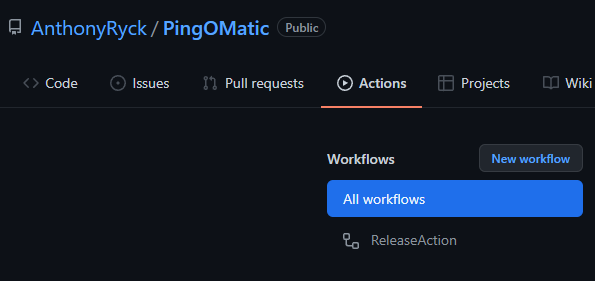 AnthonyRyck / PingOMatic Public
Code Issues Pull requests Actions Projects Wiki
Workflows New workflow
All workflows
ReleaseAction